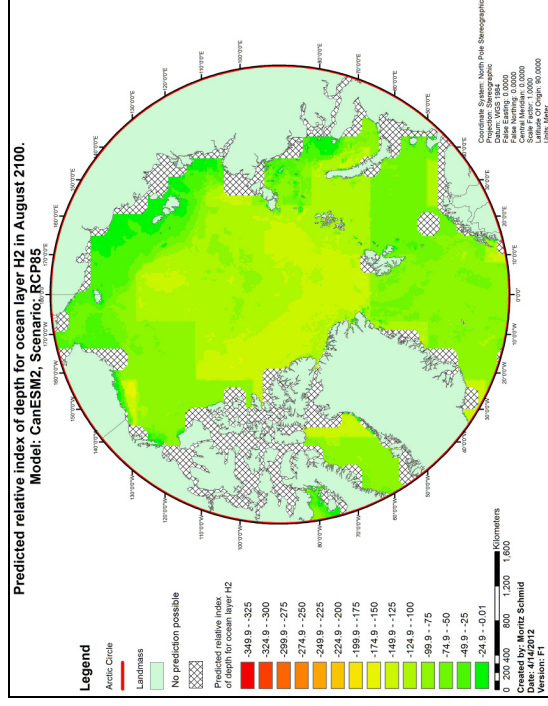 Predicted relative index of depth for ocean layer H2 in August 2100.
Model: CanESM2, Scenario: RCP85
Legend
Arctic Circle
Landmass
No prediction possible
Predicted relative index
of depth for ocean layer H2
-349.9 - -325
-324.9 - -300
-299.9 - -275
-274.9 - -250
-249.9 - -225
-224.9 - -200
-199.9 - -175
-174.9 - -150
-149.9 - -125
-124.9 - -100
-99.9 - -75
-74.9 - -50
-49.9 - -25
-24.9 - -0.01
0 200 400 800 1,200 1,600
Kilometers
Created by: Moritz Schmid
Date: 4/14/2012
Version: F1
Coordinate System: North Pole Stereographic
Projection: Stereographic
Datum: WGS 1984
False Easting: 0.0000
False Northing: 0.0000
Central Meridian: 0.0000
Scale Factor: 1.0000
Latitude Of Origin: 90.0000
Units: Meter